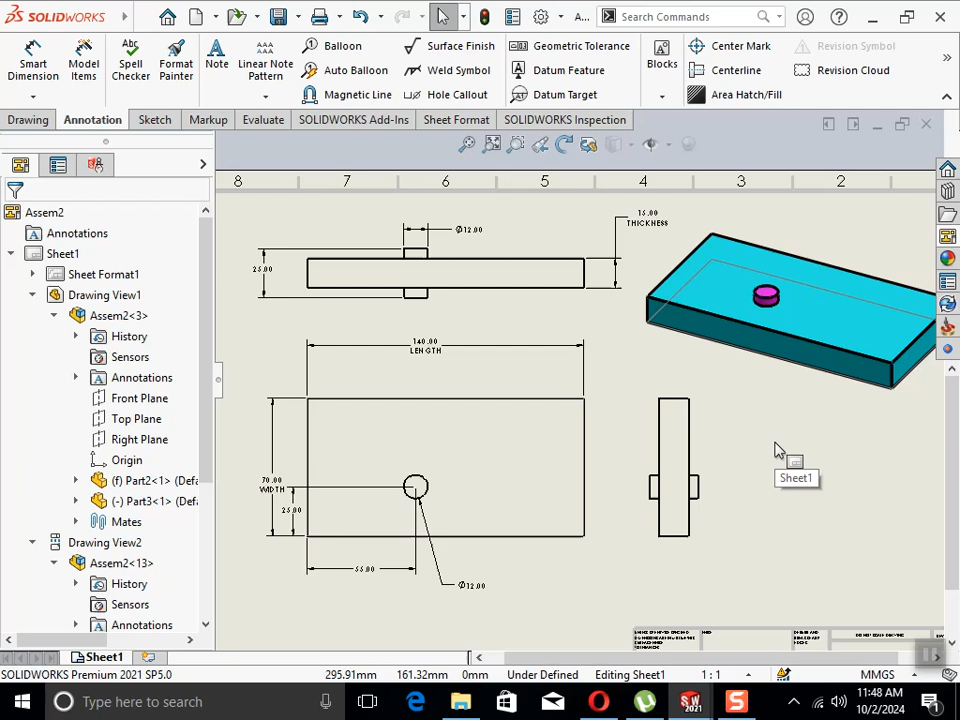 SOLIDWORKS
A...
Search Commands
Smart Dimension
Model Items
Spell Checker
Format Painter
Note
Linear Note Pattern
Balloon
Auto Balloon
Magnetic Line
Surface Finish
Weld Symbol
Hole Callout
Geometric Tolerance
Datum Feature
Datum Target
Blocks
Center Mark
Centerline
Area Hatch/Fill
Revision Symbol
Revision Cloud
Drawing
Annotation
Sketch
Markup
Evaluate
SOLIDWORKS Add-Ins
Sheet Format
SOLIDWORKS Inspection
8 7 6 5 4 3 2
Assem2
Annotations
Sheet1
Sheet Format1
Drawing View1
Assem2<3>
History
Sensors
Annotations
Front Plane
Top Plane
Right Plane
Origin
(f) Part2<1> (Defa
(-) Part3<1> (Defa
Mates
Drawing View2
Assem2<13>
History
Sensors
Annotations
Ø12.00
15.00
THICKNESS
25.00
140.00
LENGTH
70.00
WIDTH
25.00
55.00
Ø12.00
Sheet1
Sheet1
SOLIDWORKS Premium 2021 SP5.0
295.91mm
161.32mm
0mm
Under Defined
Editing Sheet1
1 : 1
MMGS
Type here to search
SW
2021
S
11:48 AM
10/2/2024
1